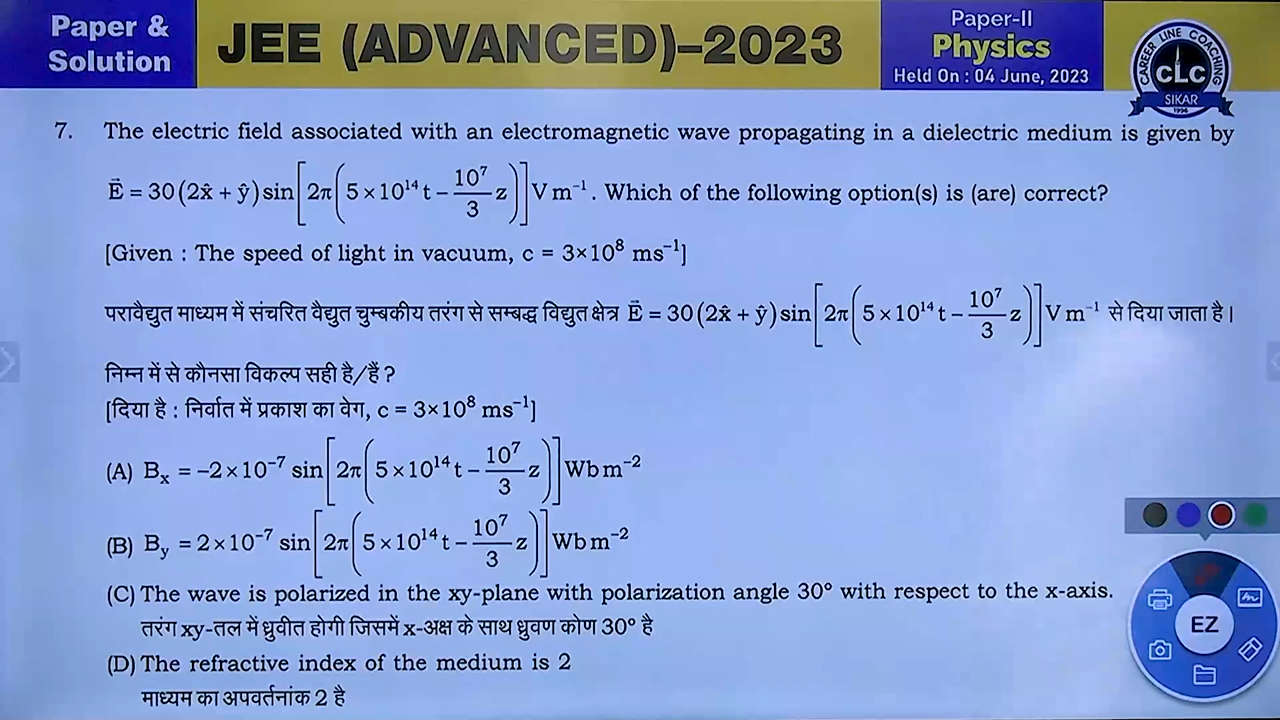 Paper &
Solution
JEE (ADVANCED)–2023
Paper-II
Physics
Held On : 04 June, 2023
CAREER LINE COACHING
CLC
SIKAR
1996
7. The electric field associated with an electromagnetic wave propagating in a dielectric medium is given by
E⃗ = 30(2x̂ + ŷ) sin[2π(5×10¹⁴t − 10⁷/3 z)] V m⁻¹. Which of the following option(s) is (are) correct?
[Given : The speed of light in vacuum, c = 3×10⁸ ms⁻¹]
परावैद्युत माध्यम में संचरित वैद्युत चुम्बकीय तरंग से सम्बद्ध विद्युत क्षेत्र E⃗ = 30(2x̂ + ŷ) sin[2π(5×10¹⁴t − 10⁷/3 z)] V m⁻¹ से दिया जाता है।
निम्न में से कौनसा विकल्प सही है/हैं ?
[दिया है : निर्वात में प्रकाश का वेग, c = 3×10⁸ ms⁻¹]
(A) Bₓ = –2×10⁻⁷ sin[2π(5×10¹⁴t − 10⁷/3 z)] Wb m⁻²
(B) Bᵧ = 2×10⁻⁷ sin[2π(5×10¹⁴t − 10⁷/3 z)] Wb m⁻²
(C) The wave is polarized in the xy-plane with polarization angle 30° with respect to the x-axis.
तरंग xy-तल में ध्रुवीत होगी जिसमें x-अक्ष के साथ ध्रुवण कोण 30° है
(D) The refractive index of the medium is 2
माध्यम का अपवर्तनांक 2 है
EZ